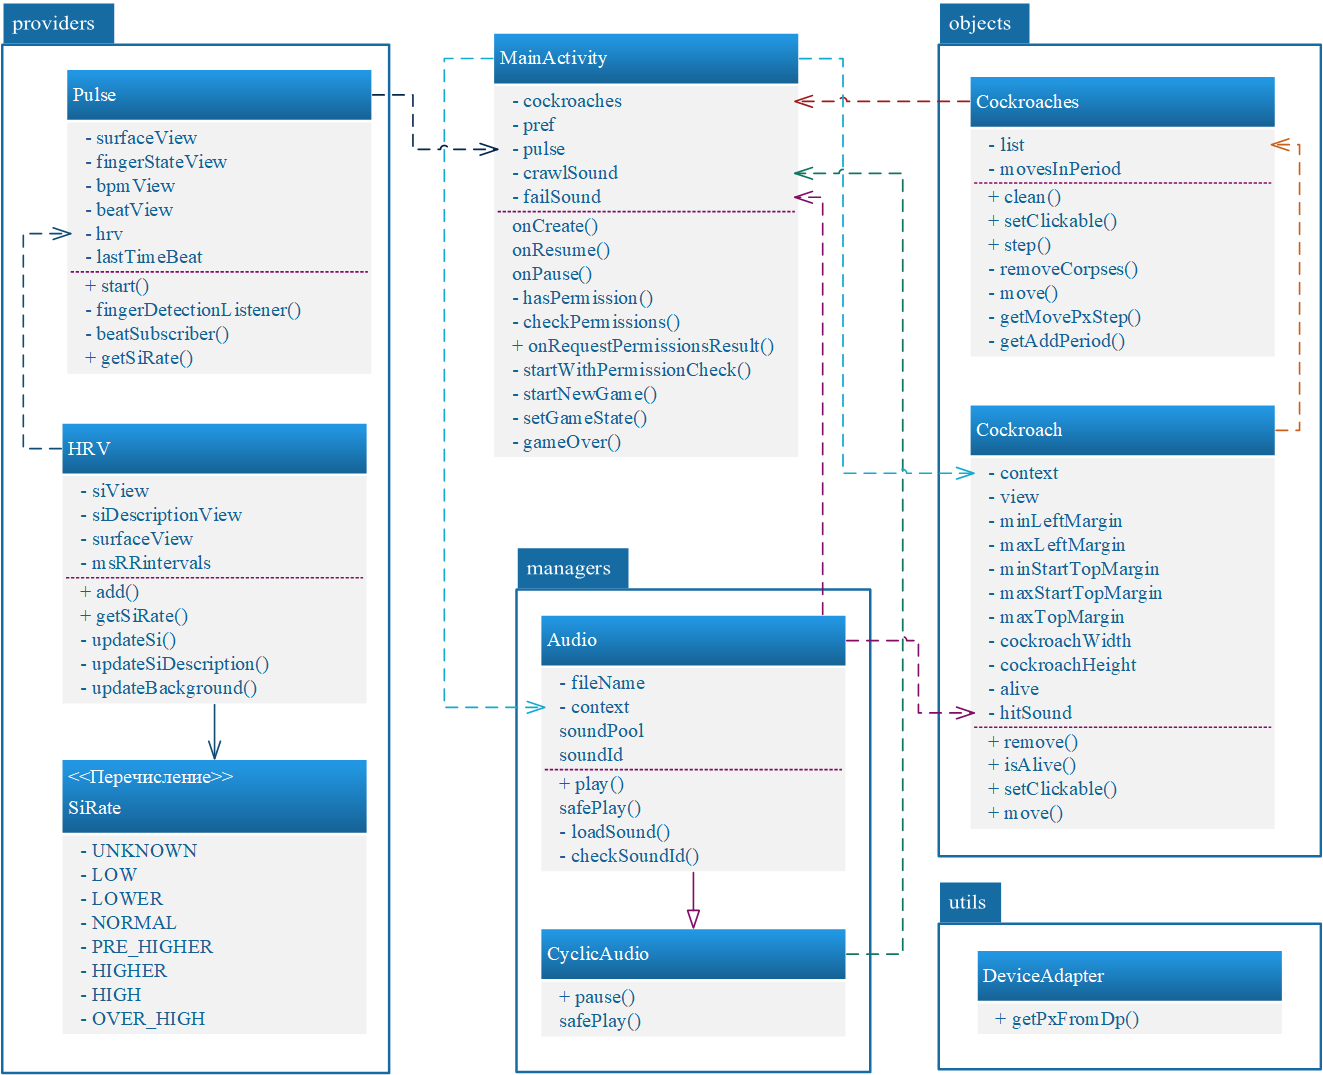 providers
Pulse
- surfaceView
- fingerStateView
- bpmView
- beatView
- hrv
- lastTimeBeat
+ start()
- fingerDetectionListener()
- beatSubscriber()
+ getSiRate()
HRV
- siView
- siDescriptionView
- surfaceView
- msRRintervals
+ add()
+ getSiRate()
- updateSi()
- updateSiDescription()
- updateBackground()
<<Перечисление>>
SiRate
- UNKNOWN
- LOW
- LOWER
- NORMAL
- PRE_HIGHER
- HIGHER
- HIGH
- OVER_HIGH
MainActivity
- cockroaches
- pref
- pulse
- crawlSound
- failSound
onCreate()
onResume()
onPause()
- hasPermission()
- checkPermissions()
+ onRequestPermissionsResult()
- startWithPermissionCheck()
- startNewGame()
- setGameState()
- gameOver()
managers
Audio
- fileName
- context
soundPool
soundId
+ play()
safePlay()
- loadSound()
- checkSoundId()
CyclicAudio
+ pause()
safePlay()
objects
Cockroaches
- list
- movesInPeriod
+ clean()
+ setClickable()
+ step()
- removeCorpses()
- move()
- getMovePxStep()
- getAddPeriod()
Cockroach
- context
- view
- minLeftMargin
- maxLeftMargin
- minStartTopMargin
- maxStartTopMargin
- maxTopMargin
- cockroachWidth
- cockroachHeight
- alive
- hitSound
+ remove()
+ isAlive()
+ setClickable()
+ move()
utils
DeviceAdapter
+ getPxFromDp()